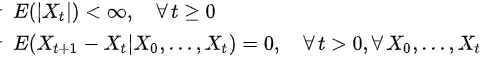 E(|X_t|) < ∞, ∀ t ≥ 0
E(X_{t+1} − X_t|X_0, . . . , X_t) = 0, ∀ t > 0, ∀ X_0, . . . , X_t